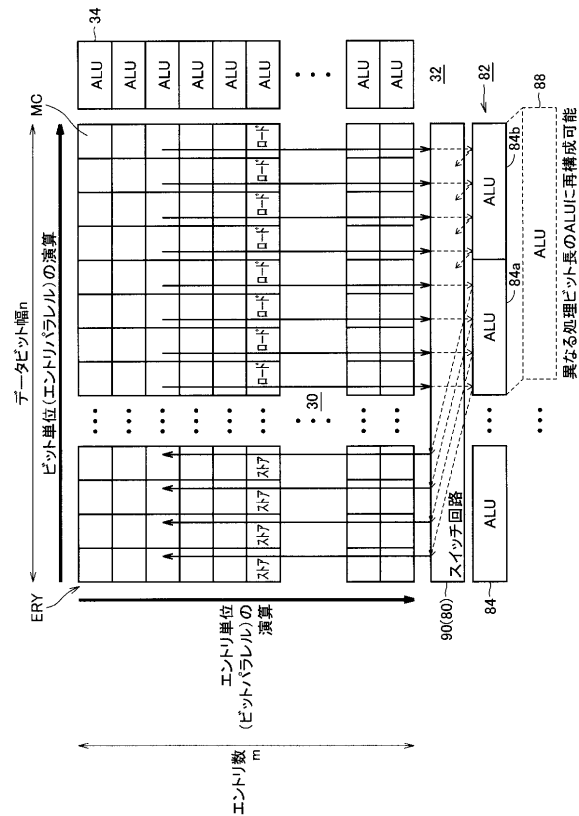 データビット幅n
ビット単位(エントリパラレル)の演算
ERY
MC
34
ALU
ALU
ALU
ALU
ALU
ALU
ALU
ALU
エントリ数
m
エントリ単位
(ビットパラレル)の
演算
ストア
ストア
ストア
ストア
30
ロード
ロード
ロード
ロード
ロード
ロード
ロード
ロード
32
90(80)
スイッチ回路
82
84
ALU
ALU
84a
ALU
84b
ALU
88
異なる処理ビット長のALUに再構成可能